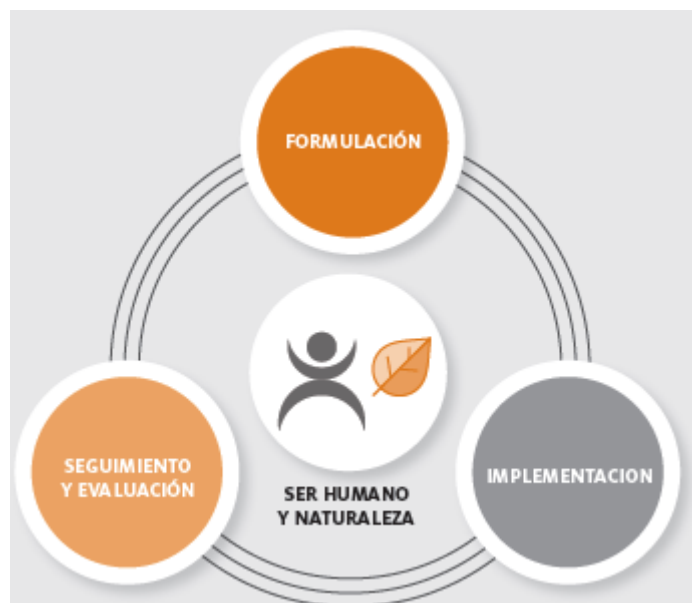 FORMULACIÓN
SEGUIMIENTO
Y EVALUACIÓN
SER HUMANO
Y NATURALEZA
IMPLEMENTACION